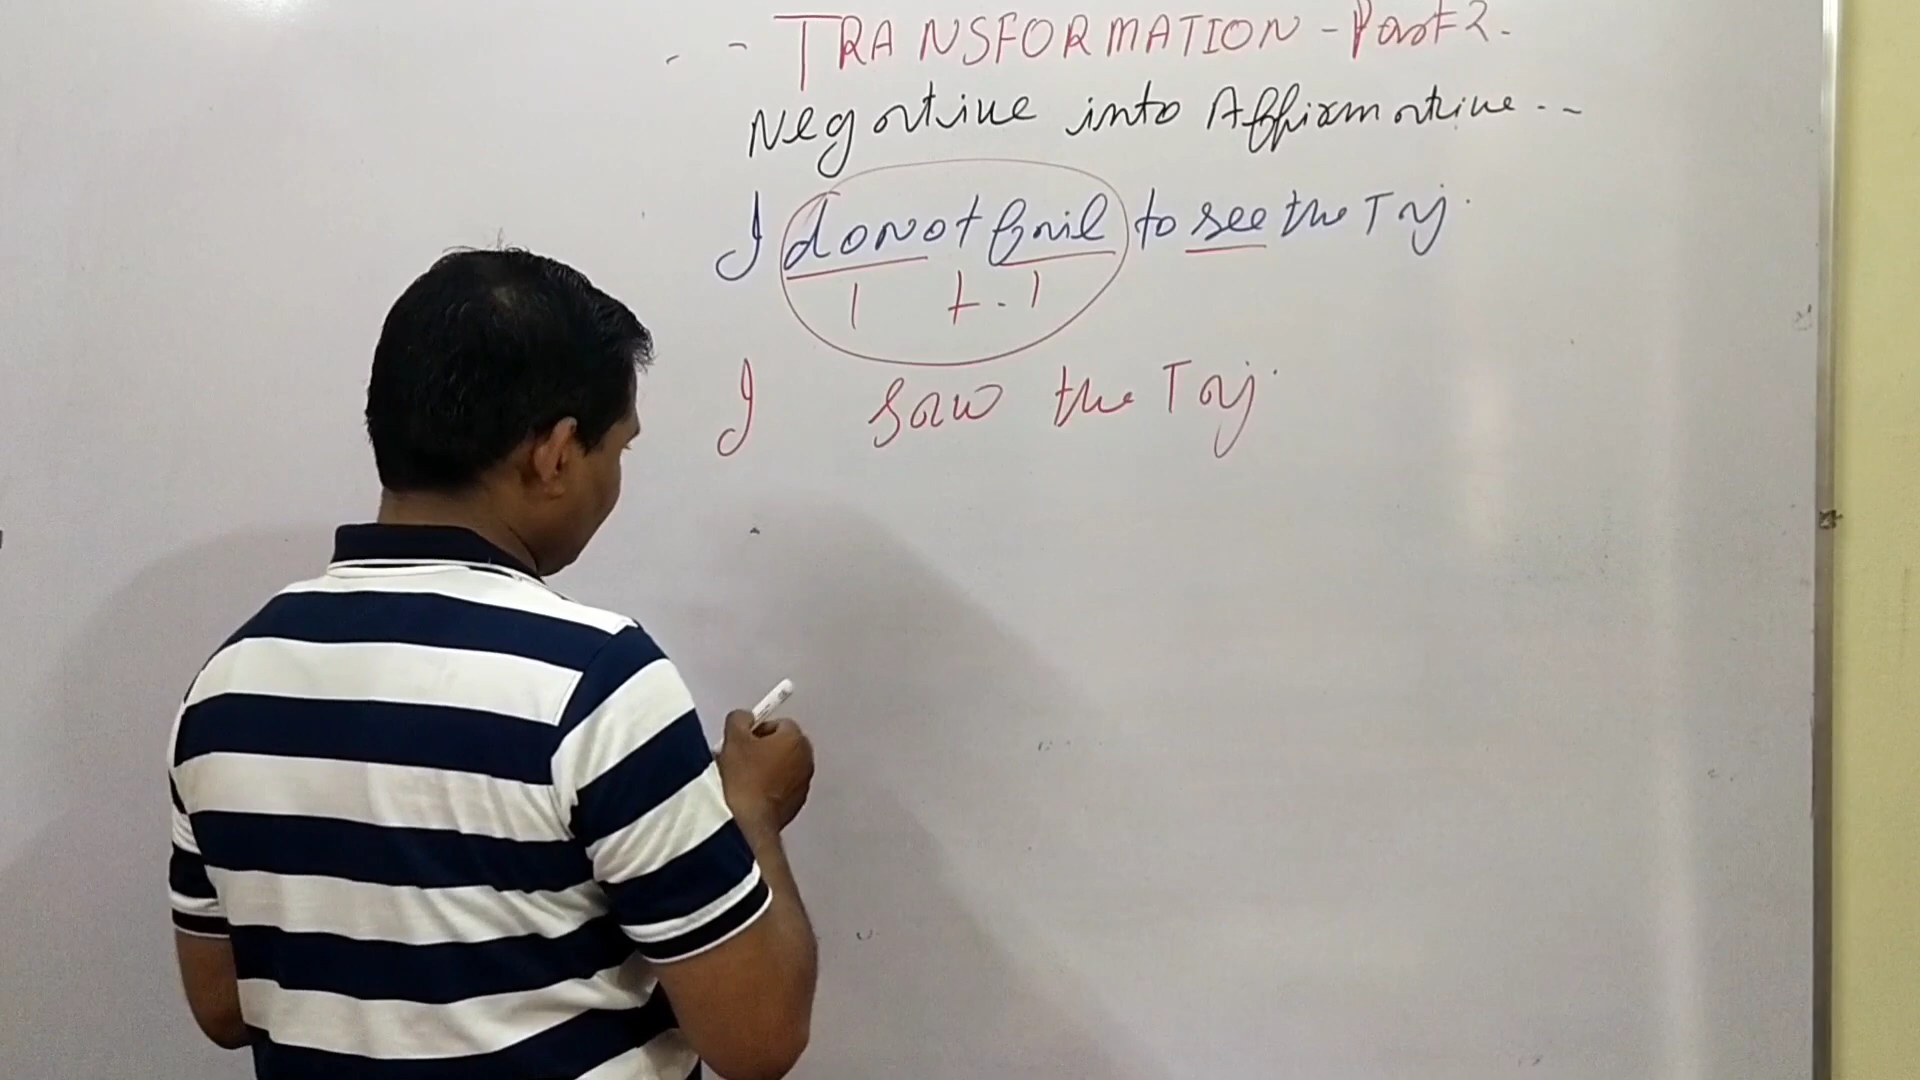 - - TRANSFORMATION - Part 2.
Negative into Affirmative --
I do not fail to see the Taj.
1 + 1
I saw the Taj.